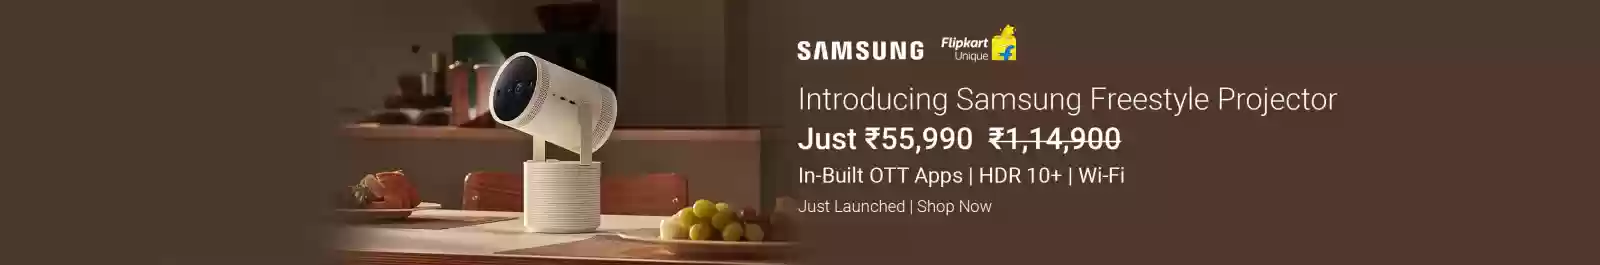 SAMSUNG Flipkart
Unique
Introducing Samsung Freestyle Projector
Just ₹55,990 ₹1,14,900
In-Built OTT Apps | HDR 10+ | Wi-Fi
Just Launched | Shop Now